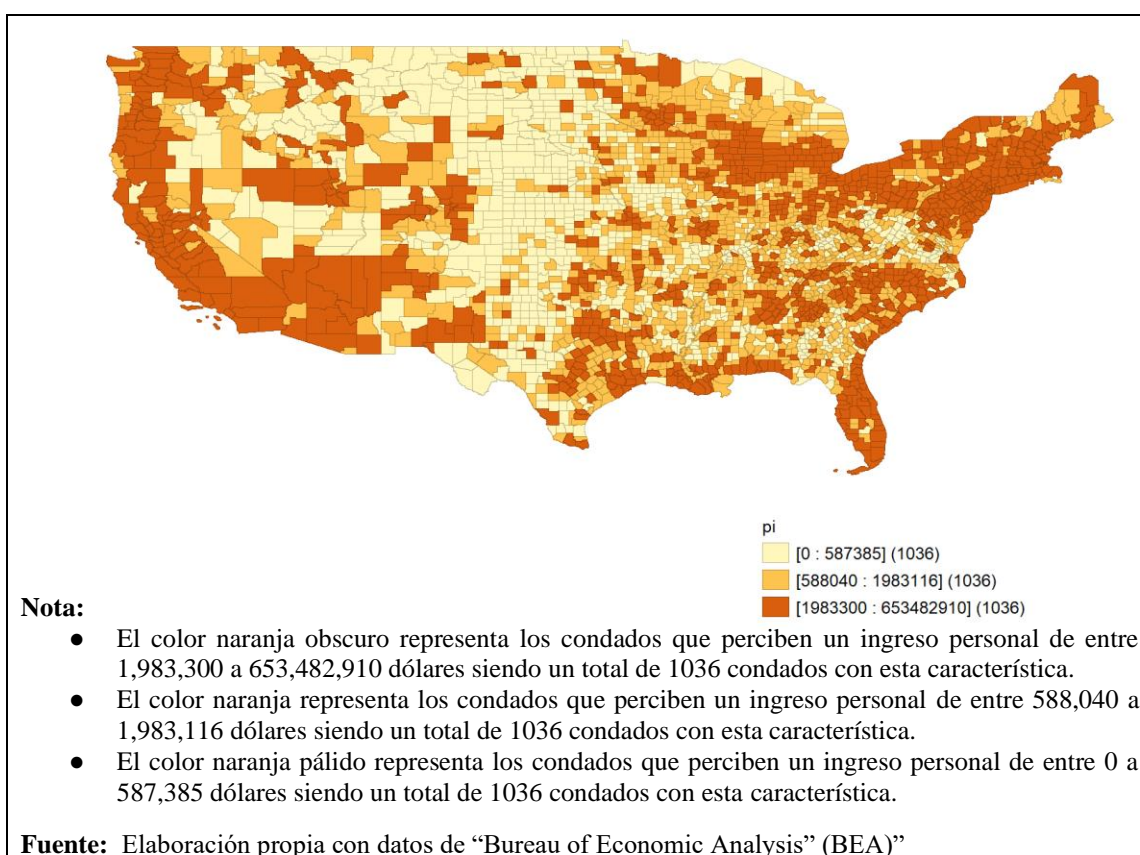 pi
[0 : 587385] (1036)
[588040 : 1983116] (1036)
[1983300 : 653482910] (1036)
Nota:
● El color naranja obscuro representa los condados que perciben un ingreso personal de entre
1,983,300 a 653,482,910 dólares siendo un total de 1036 condados con esta característica.
● El color naranja representa los condados que perciben un ingreso personal de entre 588,040 a
1,983,116 dólares siendo un total de 1036 condados con esta característica.
● El color naranja pálido representa los condados que perciben un ingreso personal de entre 0 a
587,385 dólares siendo un total de 1036 condados con esta característica.
Fuente: Elaboración propia con datos de “Bureau of Economic Analysis” (BEA)”